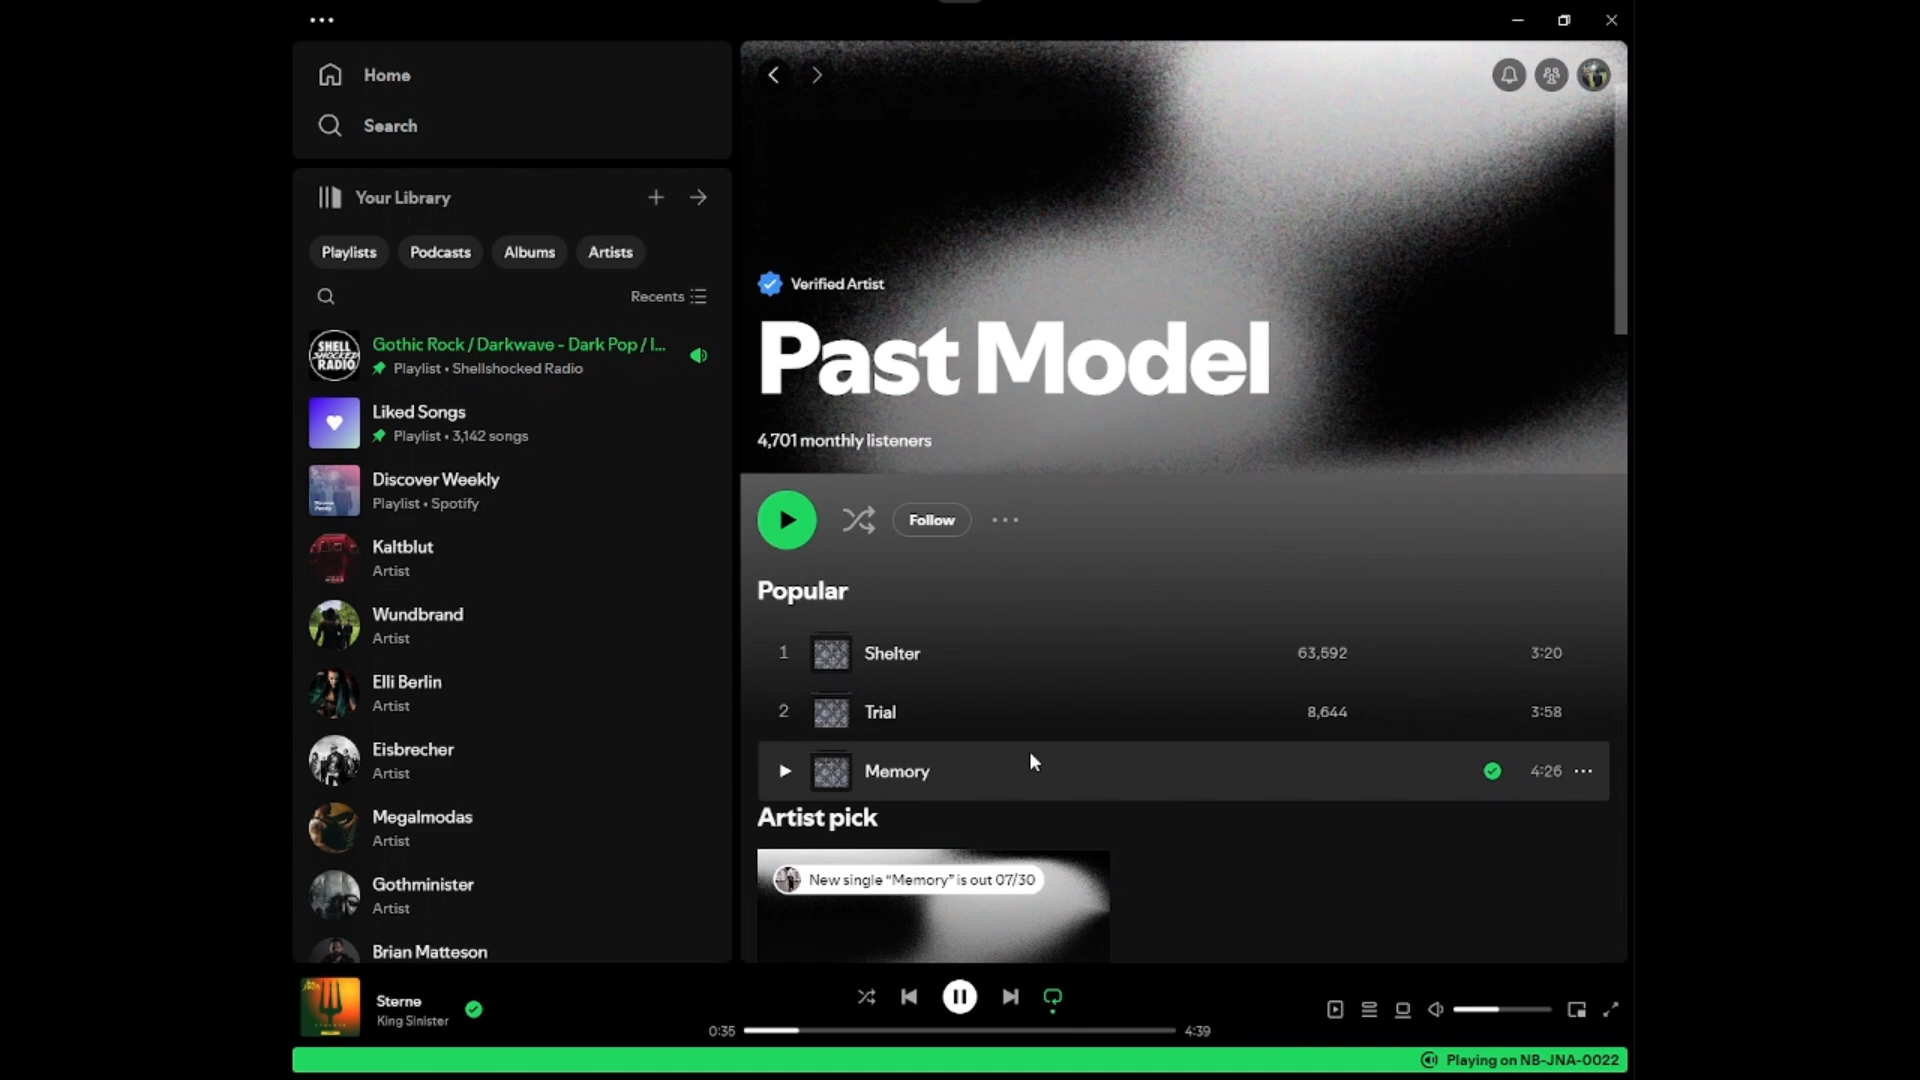 Home
Search
Your Library
Playlists
Podcasts
Albums
Artists
Recents
SHELL SHOCKED RADIO
Gothic Rock / Darkwave - Dark Pop / I...
Playlist • Shellshocked Radio
Liked Songs
Playlist • 3,142 songs
Discover Weekly
Playlist • Spotify
Kaltblut
Artist
Wundbrand
Artist
Elli Berlin
Artist
Eisbrecher
Artist
Megalmodas
Artist
Gothminister
Artist
Brian Matteson
Verified Artist
Past Model
4,701 monthly listeners
Follow
Popular
1 Shelter 63,592 3:20
2 Trial 8,644 3:58
Memory 4:26
Artist pick
New single “Memory” is out 07/30
Sterne
King Sinister
0:35
4:39
Playing on NB-JNA-0022